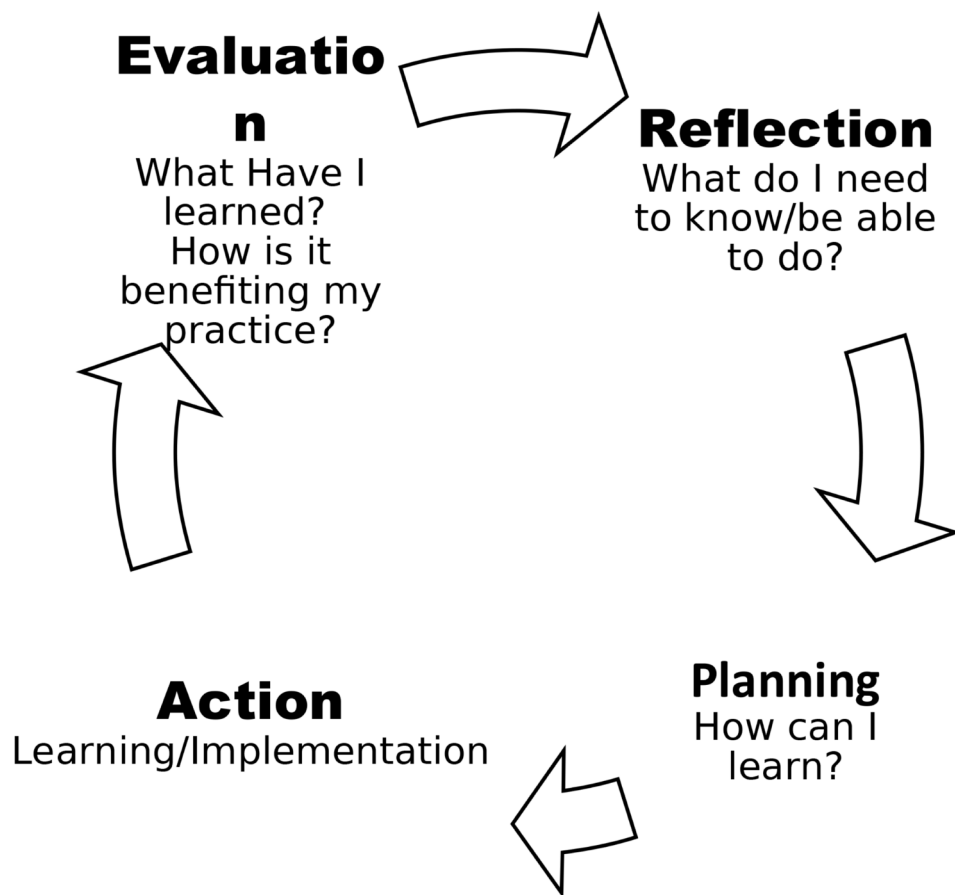 Evaluatio
n
What Have I
learned?
How is it
benefiting my
practice?
Reflection
What do I need
to know/be able
to do?
Planning
How can I
learn?
Action
Learning/Implementation